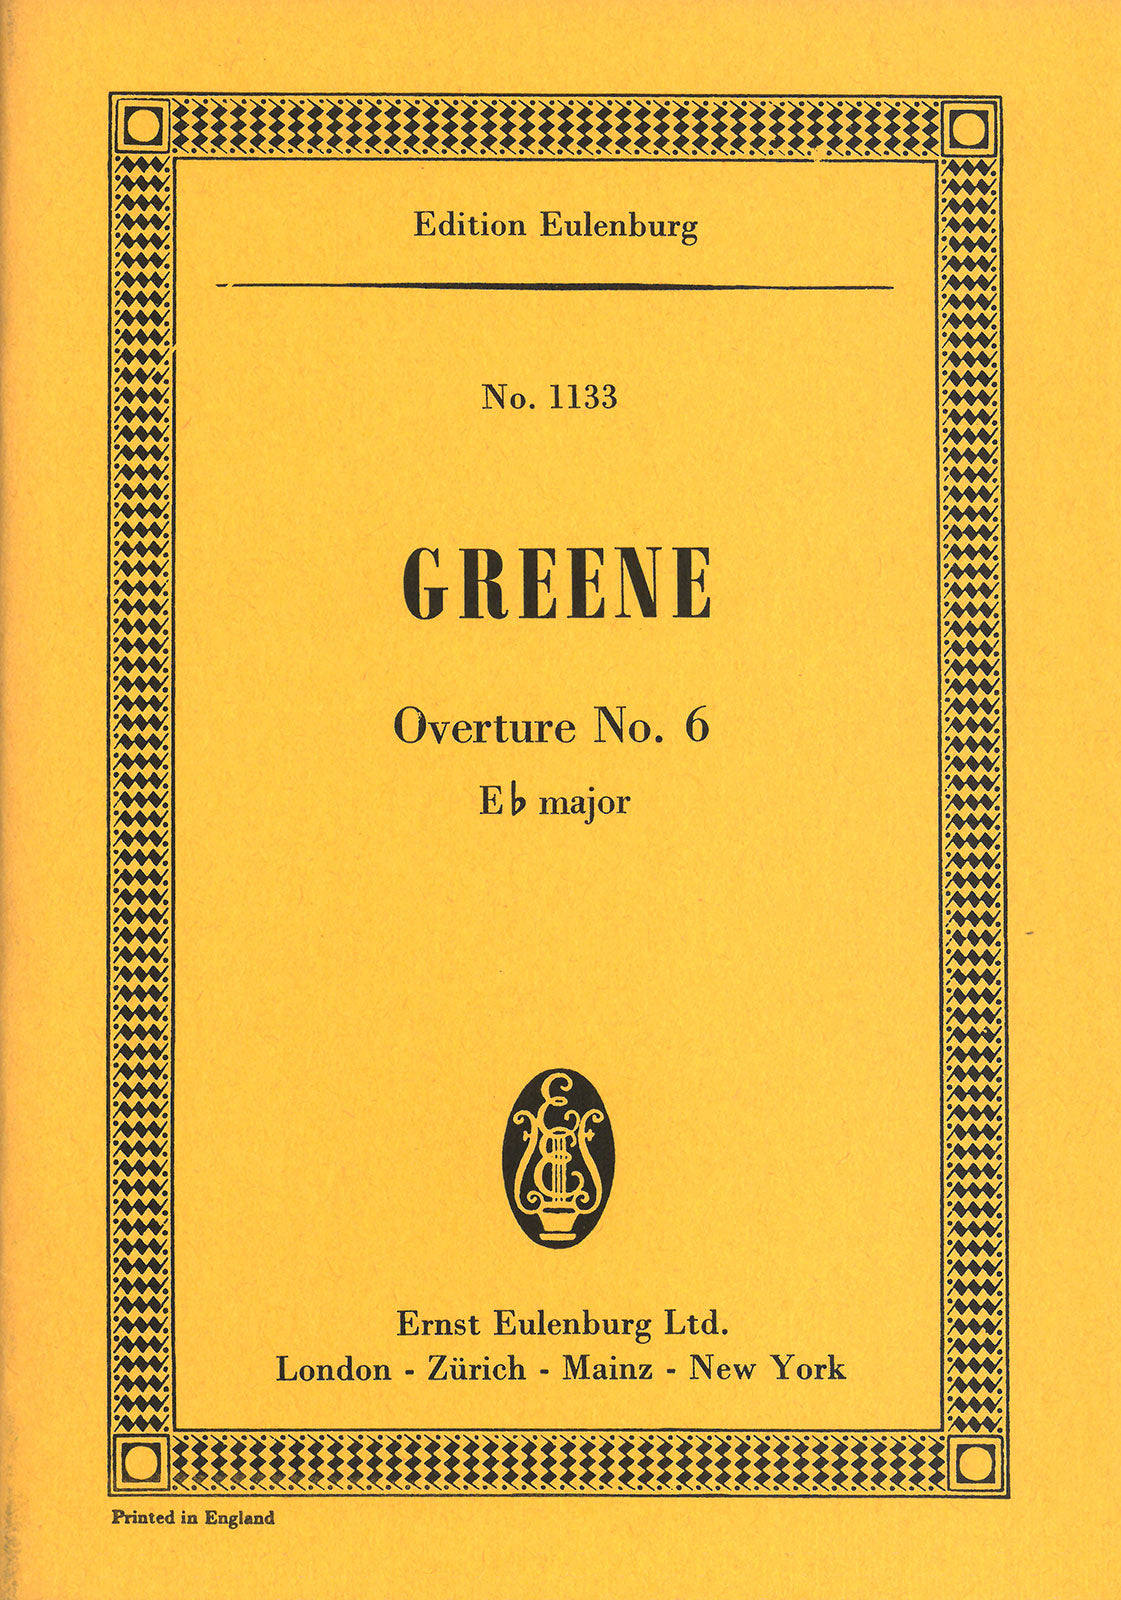 Edition Eulenburg
No. 1133
GREENE
Overture No. 6
E♭ major
Ernst Eulenburg Ltd.
London - Zürich - Mainz - New York
Printed in England